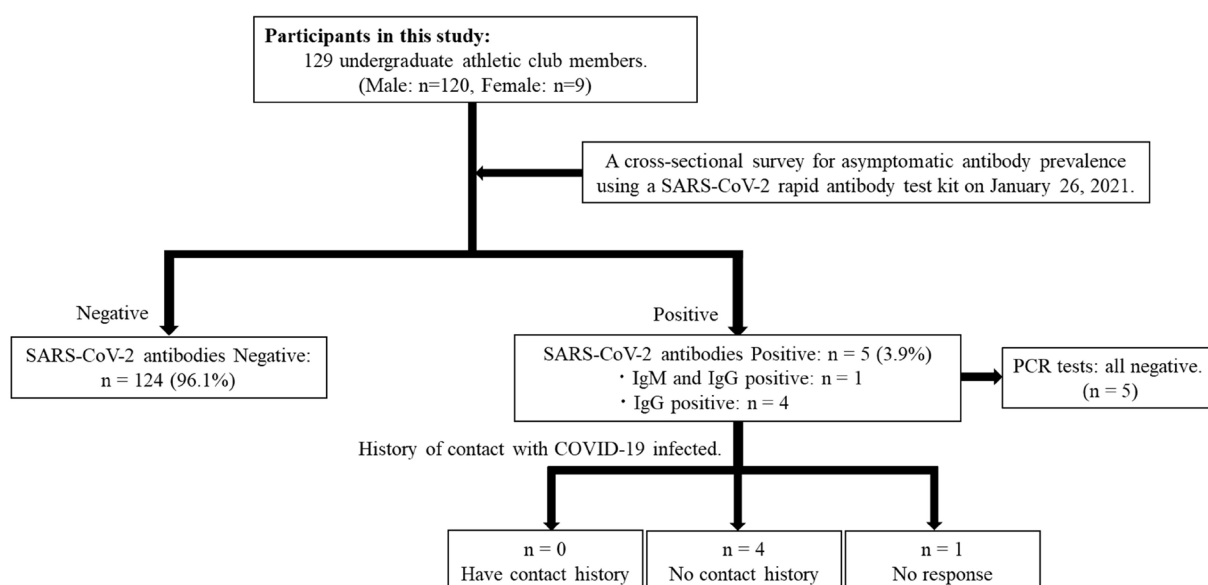 Participants in this study:
129 undergraduate athletic club members.
(Male: n=120, Female: n=9)
A cross-sectional survey for asymptomatic antibody prevalence
using a SARS-CoV-2 rapid antibody test kit on January 26, 2021.
Negative
Positive
SARS-CoV-2 antibodies Negative:
n = 124 (96.1%)
SARS-CoV-2 antibodies Positive: n = 5 (3.9%)
・IgM and IgG positive: n = 1
・IgG positive: n = 4
PCR tests: all negative.
(n = 5)
History of contact with COVID-19 infected.
n = 0
Have contact history
n = 4
No contact history
n = 1
No response